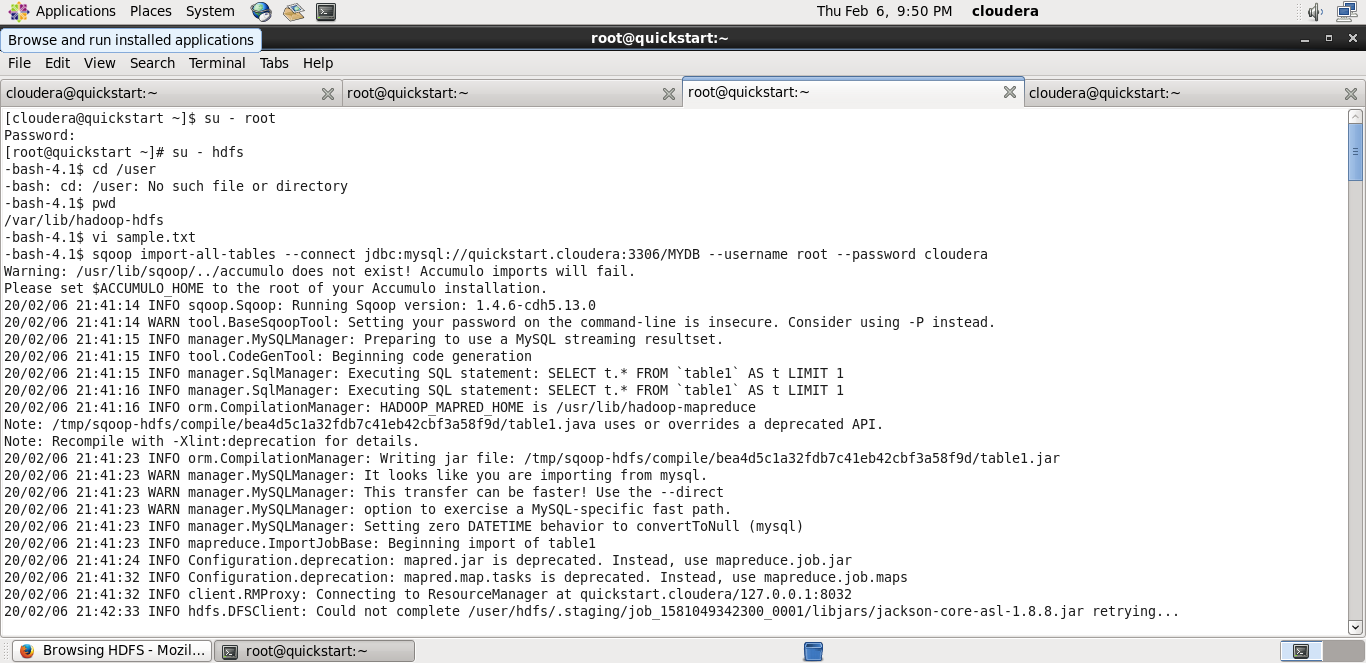 Applications Places System Thu Feb 6, 9:50 PM cloudera
Browse and run installed applications
root@quickstart:~
File Edit View Search Terminal Tabs Help
cloudera@quickstart:~ root@quickstart:~ root@quickstart:~ cloudera@quickstart:~
[cloudera@quickstart ~]$ su - root
Password:
[root@quickstart ~]# su - hdfs
-bash-4.1$ cd /user
-bash: cd: /user: No such file or directory
-bash-4.1$ pwd
/var/lib/hadoop-hdfs
-bash-4.1$ vi sample.txt
-bash-4.1$ sqoop import-all-tables --connect jdbc:mysql://quickstart.cloudera:3306/MYDB --username root --password cloudera
Warning: /usr/lib/sqoop/../accumulo does not exist! Accumulo imports will fail.
Please set $ACCUMULO_HOME to the root of your Accumulo installation.
20/02/06 21:41:14 INFO sqoop.Sqoop: Running Sqoop version: 1.4.6-cdh5.13.0
20/02/06 21:41:14 WARN tool.BaseSqoopTool: Setting your password on the command-line is insecure. Consider using -P instead.
20/02/06 21:41:15 INFO manager.MySQLManager: Preparing to use a MySQL streaming resultset.
20/02/06 21:41:15 INFO tool.CodeGenTool: Beginning code generation
20/02/06 21:41:15 INFO manager.SqlManager: Executing SQL statement: SELECT t.* FROM `table1` AS t LIMIT 1
20/02/06 21:41:16 INFO manager.SqlManager: Executing SQL statement: SELECT t.* FROM `table1` AS t LIMIT 1
20/02/06 21:41:16 INFO orm.CompilationManager: HADOOP_MAPRED_HOME is /usr/lib/hadoop-mapreduce
Note: /tmp/sqoop-hdfs/compile/bea4d5c1a32fdb7c41eb42cbf3a58f9d/table1.java uses or overrides a deprecated API.
Note: Recompile with -Xlint:deprecation for details.
20/02/06 21:41:23 INFO orm.CompilationManager: Writing jar file: /tmp/sqoop-hdfs/compile/bea4d5c1a32fdb7c41eb42cbf3a58f9d/table1.jar
20/02/06 21:41:23 WARN manager.MySQLManager: It looks like you are importing from mysql.
20/02/06 21:41:23 WARN manager.MySQLManager: This transfer can be faster! Use the --direct
20/02/06 21:41:23 WARN manager.MySQLManager: option to exercise a MySQL-specific fast path.
20/02/06 21:41:23 INFO manager.MySQLManager: Setting zero DATETIME behavior to convertToNull (mysql)
20/02/06 21:41:23 INFO mapreduce.ImportJobBase: Beginning import of table1
20/02/06 21:41:24 INFO Configuration.deprecation: mapred.jar is deprecated. Instead, use mapreduce.job.jar
20/02/06 21:41:32 INFO Configuration.deprecation: mapred.map.tasks is deprecated. Instead, use mapreduce.job.maps
20/02/06 21:41:32 INFO client.RMProxy: Connecting to ResourceManager at quickstart.cloudera/127.0.0.1:8032
20/02/06 21:42:33 INFO hdfs.DFSClient: Could not complete /user/hdfs/.staging/job_1581049342300_0001/libjars/jackson-core-asl-1.8.8.jar retrying...
Browsing HDFS - Mozil... root@quickstart:~